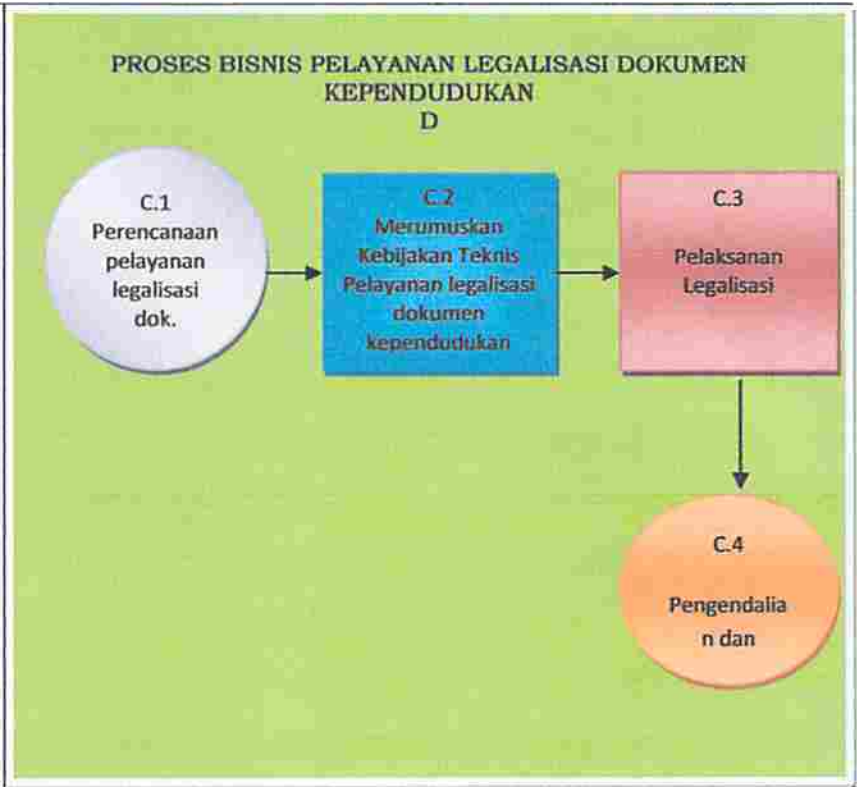 PROSES BISNIS PELAYANAN LEGALISASI DOKUMEN
KEPENDUDUKAN
D
C.1
Perencanaan
pelayanan
legalisasi
dok.
C.2
Merumuskan
Kebijakan Teknis
Pelayanan legalisasi
dokumen
kependudukan
C.3
Pelaksanan
Legalisasi
C.4
Pengendalia
n dan